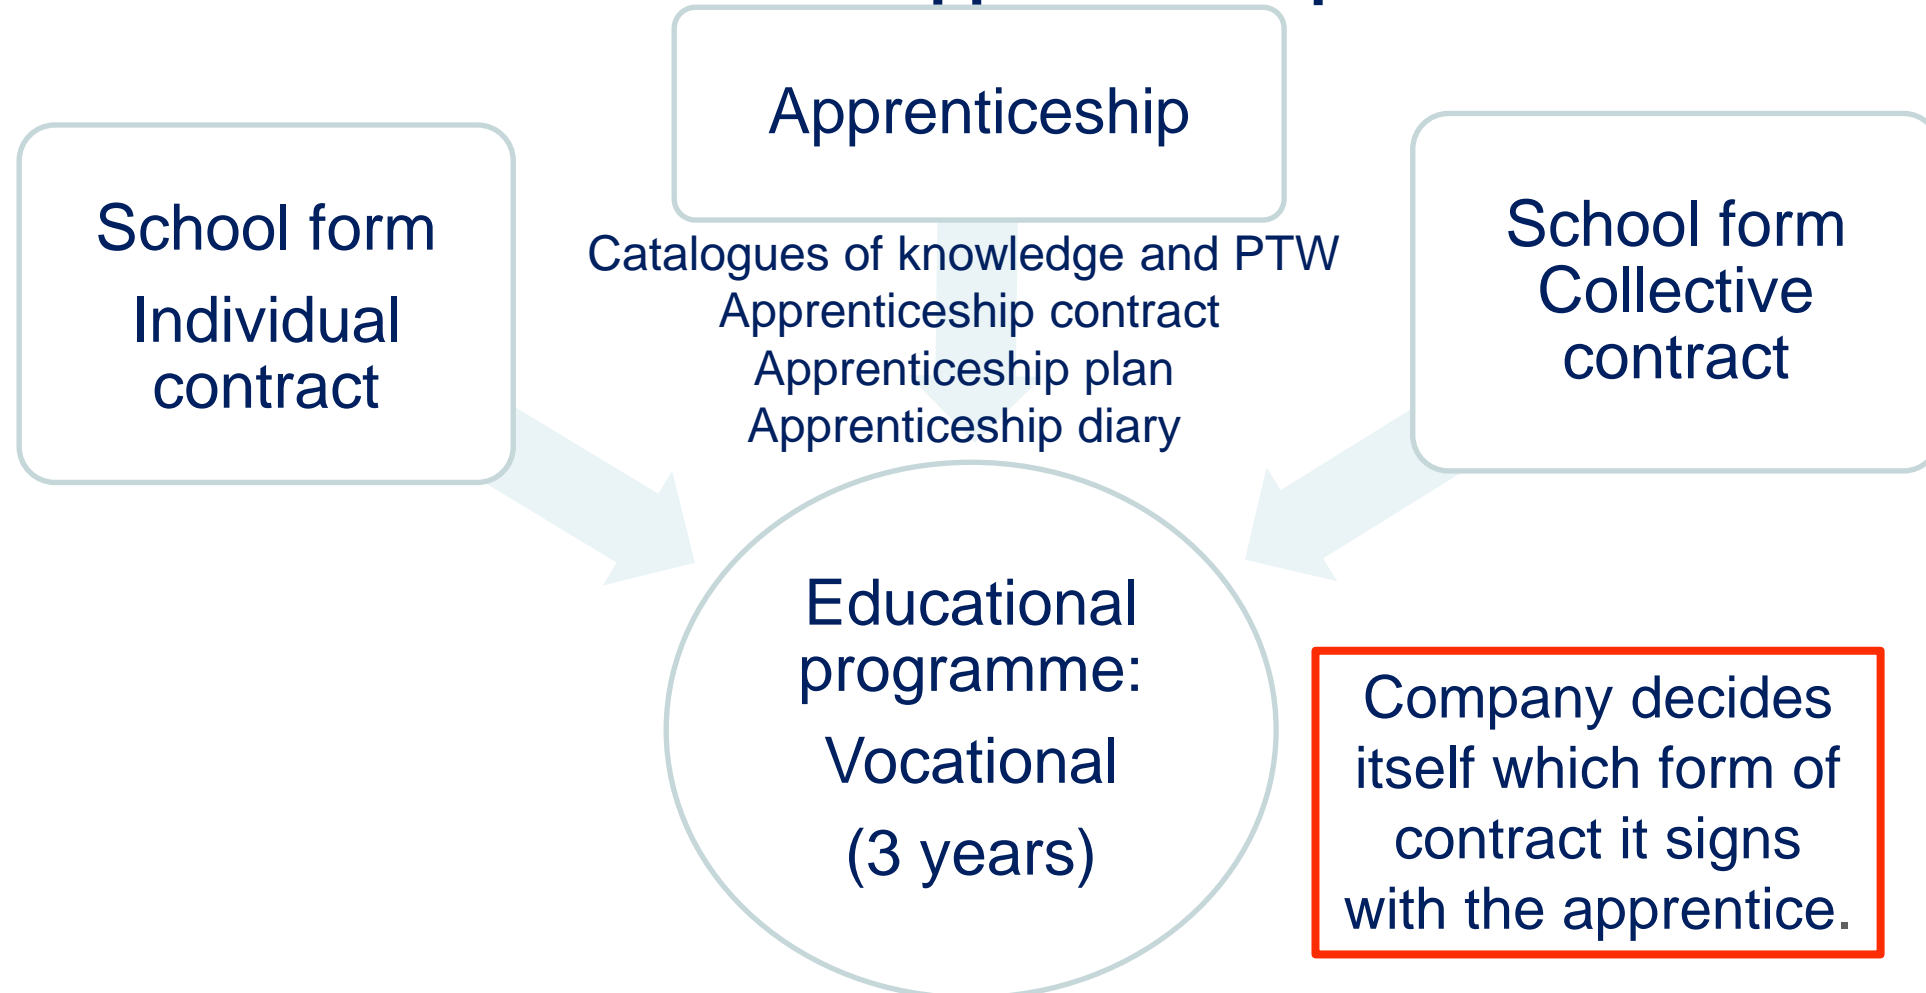 Apprenticeship
School form
Individual
contract
Catalogues of knowledge and PTW
Apprenticeship contract
Apprenticeship plan
Apprenticeship diary
School form
Collective
contract
Educational
programme:
Vocational
(3 years)
Company decides
itself which form of
contract it signs
with the apprentice.